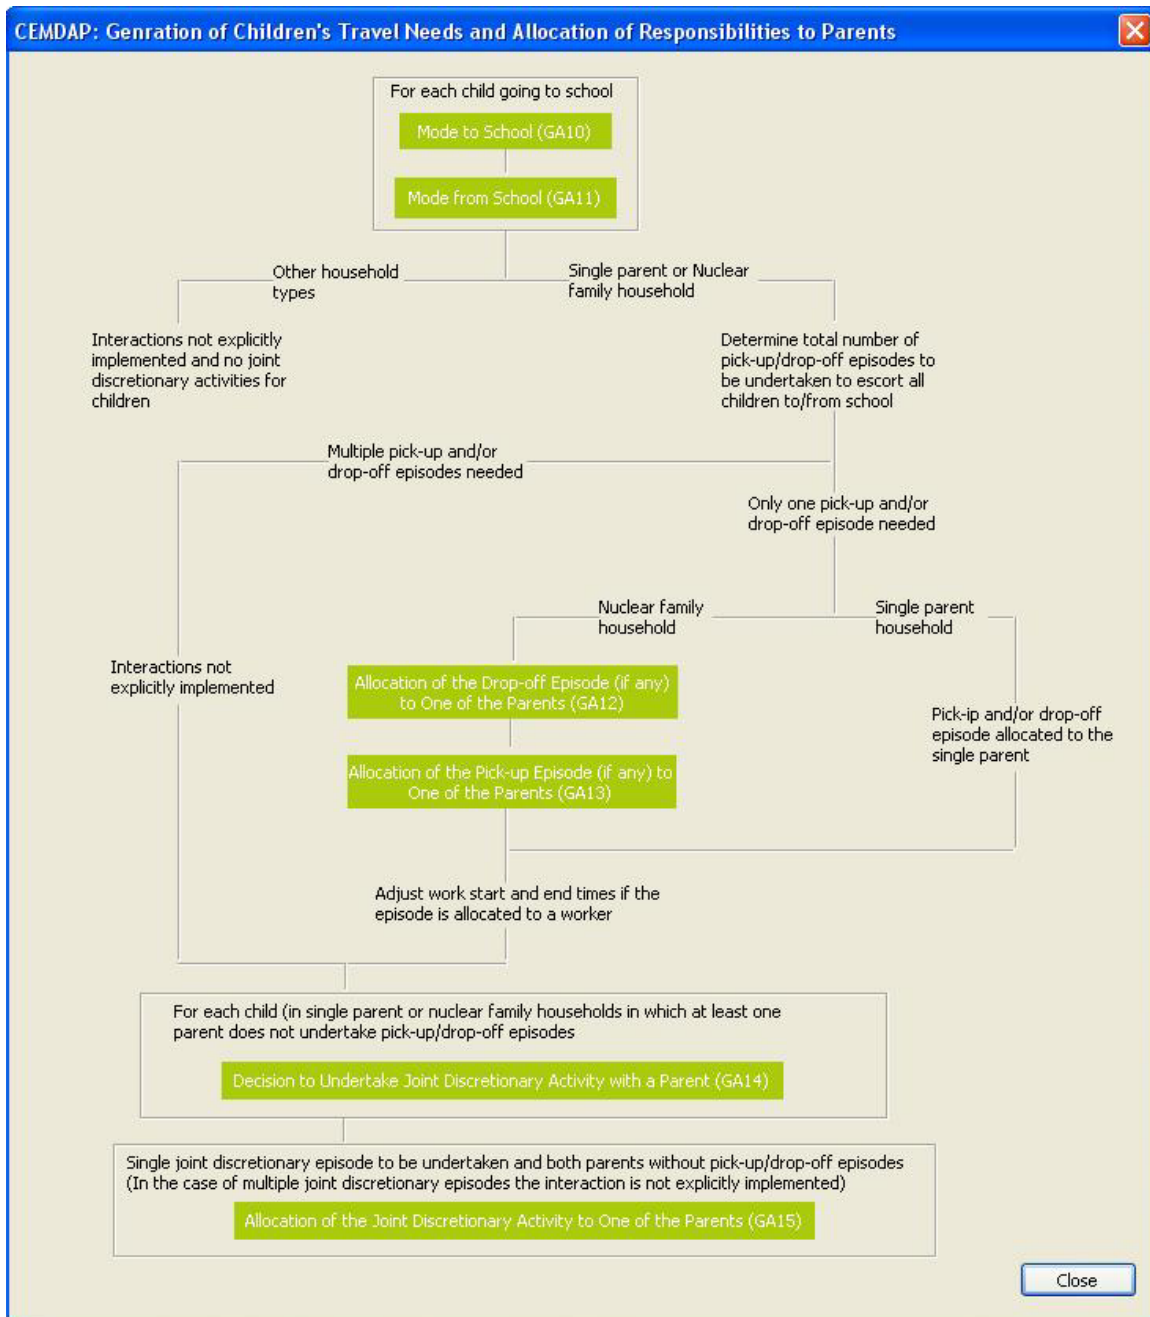 CEMDAP: Genration of Children's Travel Needs and Allocation of Responsibilities to Parents
For each child going to school
Mode to School (GA10)
Mode from School (GA11)
Other household
types
Single parent or Nuclear
family household
Interactions not explicitly
implemented and no joint
discretionary activities for
children
Determine total number of
pick-up/drop-off episodes to
be undertaken to escort all
children to/from school
Multiple pick-up and/or
drop-off episodes needed
Only one pick-up and/or
drop-off episode needed
Nuclear family
household
Single parent
household
Interactions not
explicitly implemented
Allocation of the Drop-off Episode (if any)
to One of the Parents (GA12)
Pick-ip and/or drop-off
episode allocated to the
single parent
Allocation of the Pick-up Episode (if any) to
One of the Parents (GA13)
Adjust work start and end times if the
episode is allocated to a worker
For each child (in single parent or nuclear family households in which at least one
parent does not undertake pick-up/drop-off episodes
Decision to Undertake Joint Discretionary Activity with a Parent (GA14)
Single joint discretionary episode to be undertaken and both parents without pick-up/drop-off episodes
(In the case of multiple joint discretionary episodes the interaction is not explicitly implemented)
Allocation of the Joint Discretionary Activity to One of the Parents (GA15)
Close